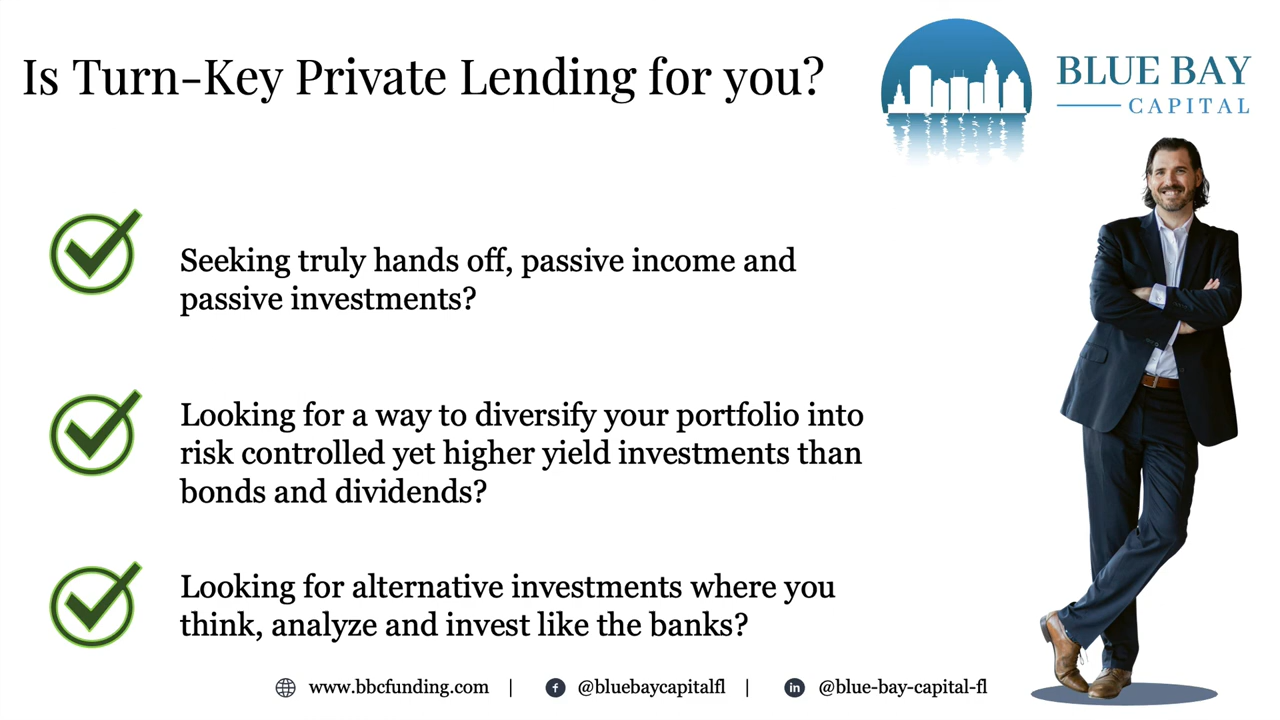 Is Turn-Key Private Lending for you?
BLUE BAY
CAPITAL
Seeking truly hands off, passive income and
passive investments?
Looking for a way to diversify your portfolio into
risk controlled yet higher yield investments than
bonds and dividends?
Looking for alternative investments where you
think, analyze and invest like the banks?
www.bbcfunding.com | @bluebaycapitalfl | @blue-bay-capital-fl